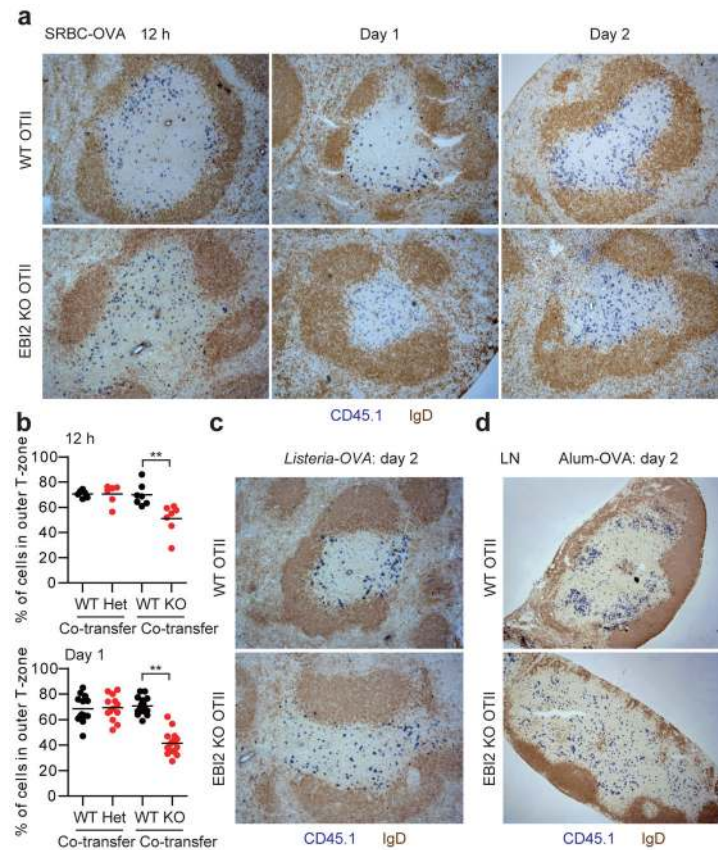 a
SRBC-OVA 12 h Day 1 Day 2
WT OTII
EBI2 KO OTII
CD45.1 IgD
b
12 h
**
% of cells in outer T-zone
100
80
60
40
20
0
WT Het WT KO
Co-transfer Co-transfer
Day 1
**
% of cells in outer T-zone
100
80
60
40
20
0
WT Het WT KO
Co-transfer Co-transfer
c
Listeria-OVA: day 2
WT OTII
EBI2 KO OTII
CD45.1 IgD
d
LN Alum-OVA: day 2
WT OTII
EBI2 KO OTII
CD45.1 IgD